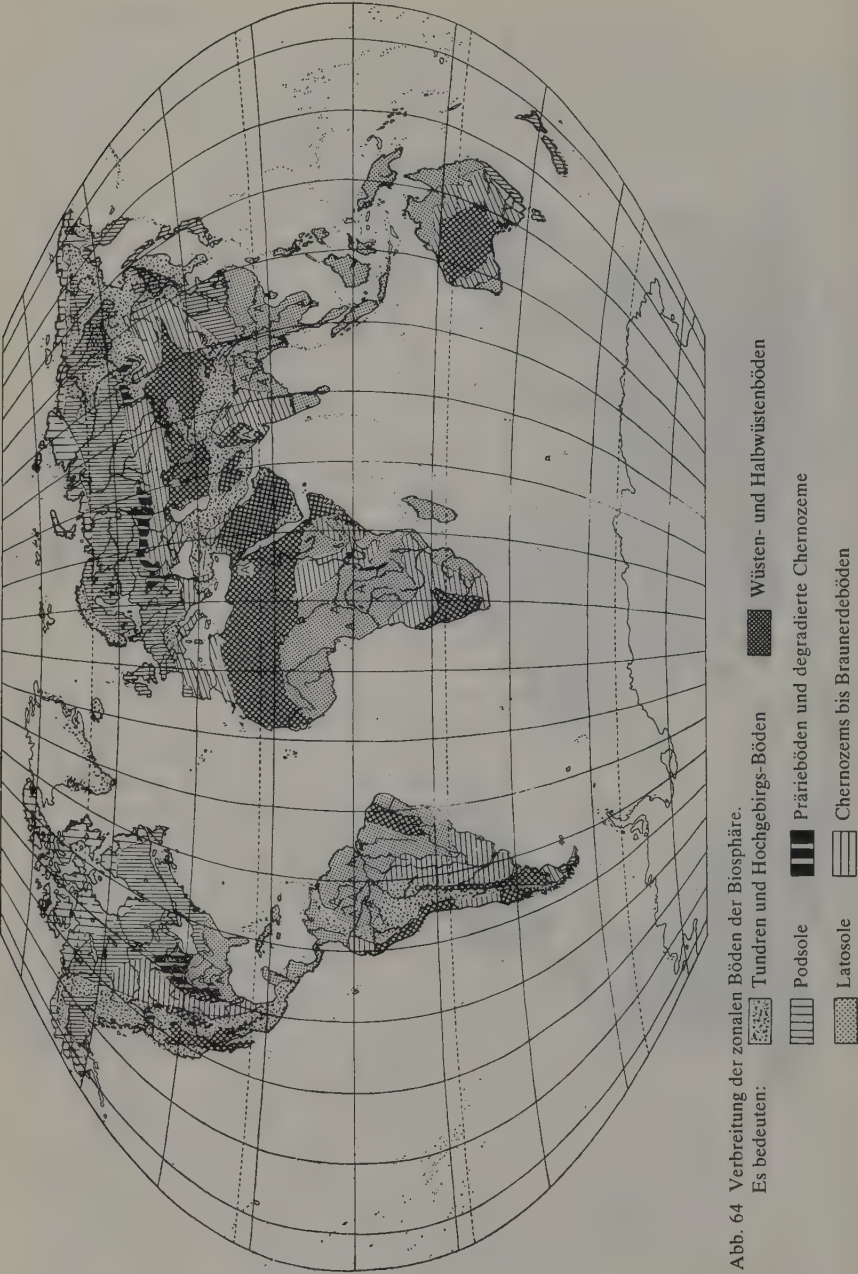 Abb. 64 Verbreitung der zonalen Böden der Biosphäre.
Es bedeuten: Tundren und Hochgebirgs-Böden Wüsten- und Halbwüstenböden
Podsole Prärieböden und degradierte Chernozeme
Latosole Chernozems bis Braunerdeböden